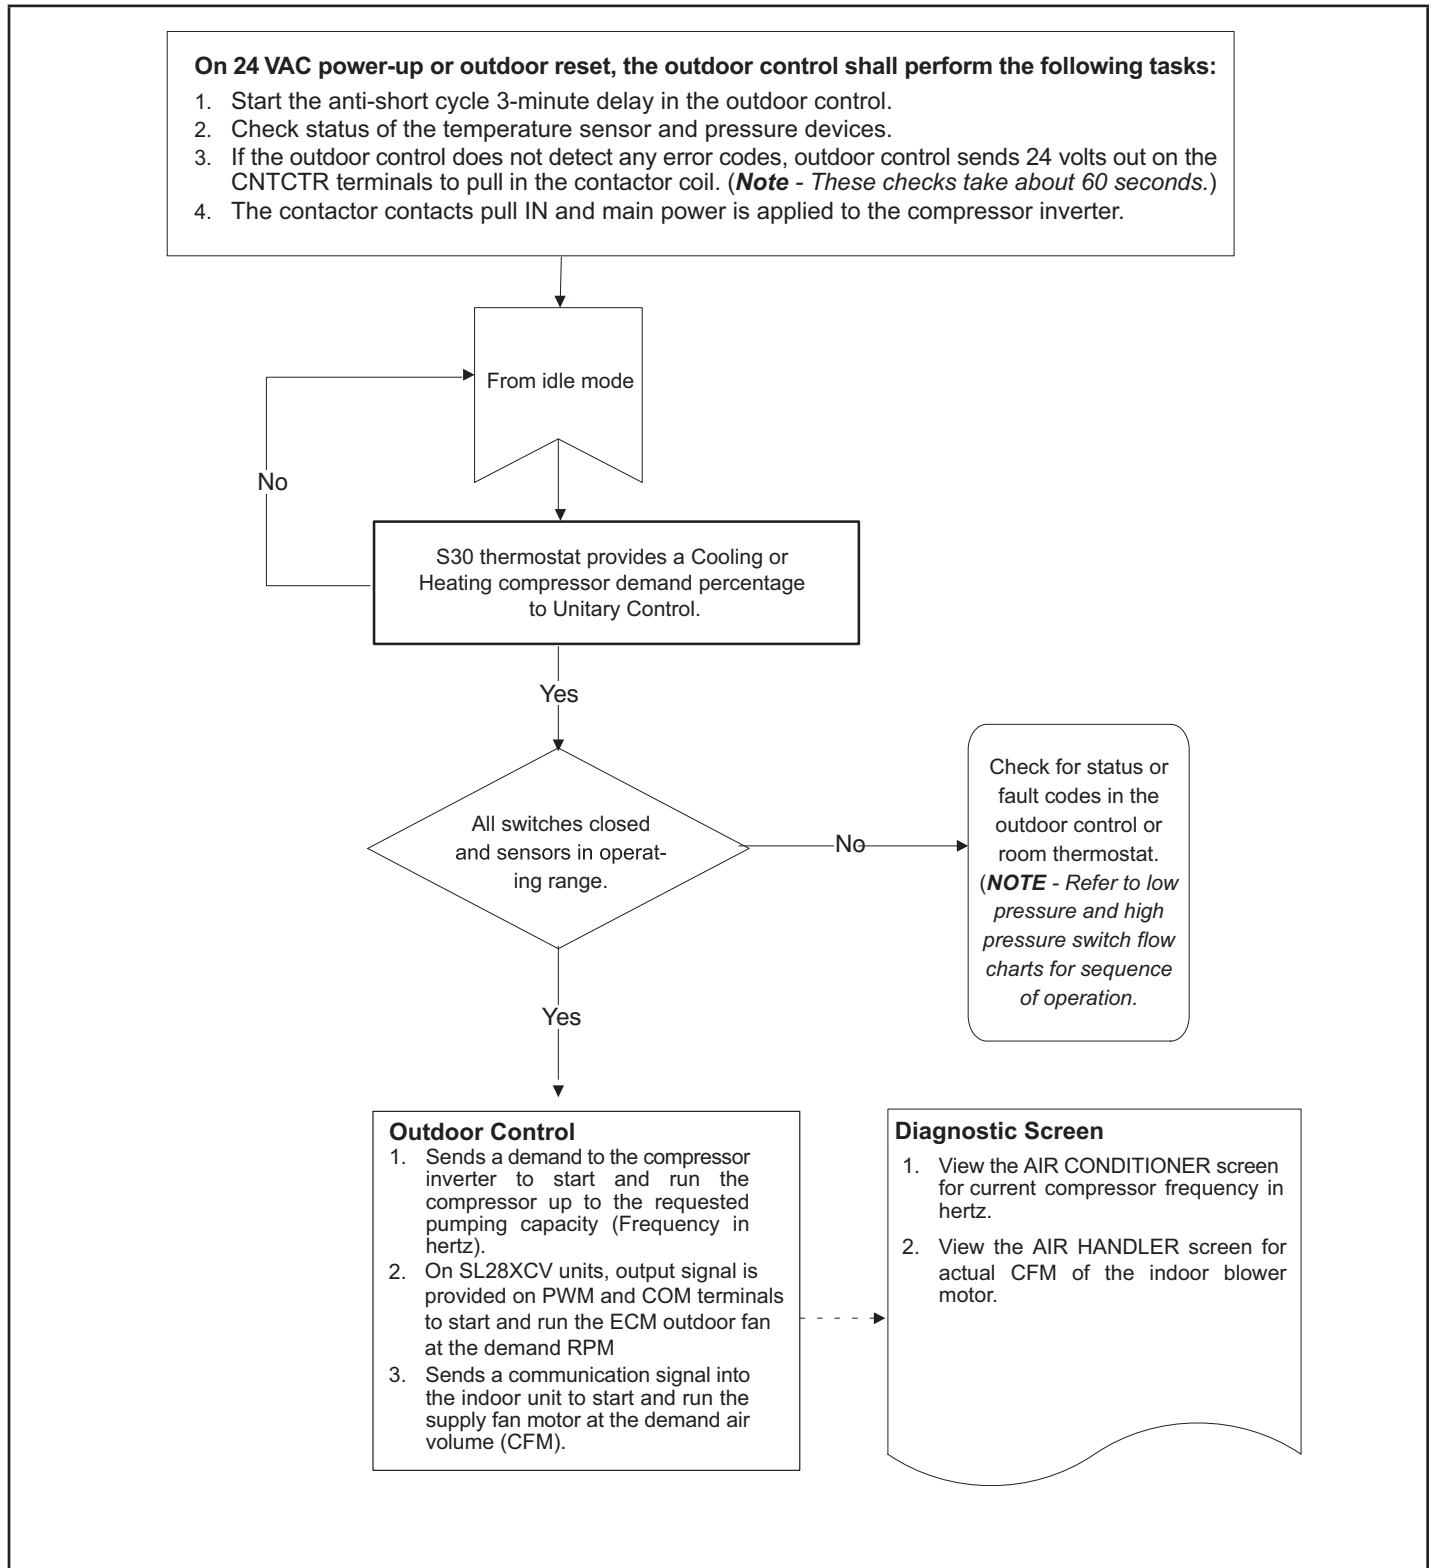 On 24 VAC power-up or outdoor reset, the outdoor control shall perform the following tasks:
1. Start the anti-short cycle 3-minute delay in the outdoor control.
2. Check status of the temperature sensor and pressure devices.
3. If the outdoor control does not detect any error codes, outdoor control sends 24 volts out on the
CNTCTR terminals to pull in the contactor coil. (Note - These checks take about 60 seconds.)
4. The contactor contacts pull IN and main power is applied to the compressor inverter.
From idle mode
No
S30 thermostat provides a Cooling or
Heating compressor demand percentage
to Unitary Control.
Yes
All switches closed
and sensors in operat-
ing range.
No
Check for status or
fault codes in the
outdoor control or
room thermostat.
(NOTE - Refer to low
pressure and high
pressure switch flow
charts for sequence
of operation.
Yes
Outdoor Control
1. Sends a demand to the compressor
inverter to start and run the
compressor up to the requested
pumping capacity (Frequency in
hertz).
2. On SL28XCV units, output signal is
provided on PWM and COM terminals
to start and run the ECM outdoor fan
at the demand RPM
3. Sends a communication signal into
the indoor unit to start and run the
supply fan motor at the demand air
volume (CFM).
Diagnostic Screen
1. View the AIR CONDITIONER screen
for current compressor frequency in
hertz.
2. View the AIR HANDLER screen for
actual CFM of the indoor blower
motor.